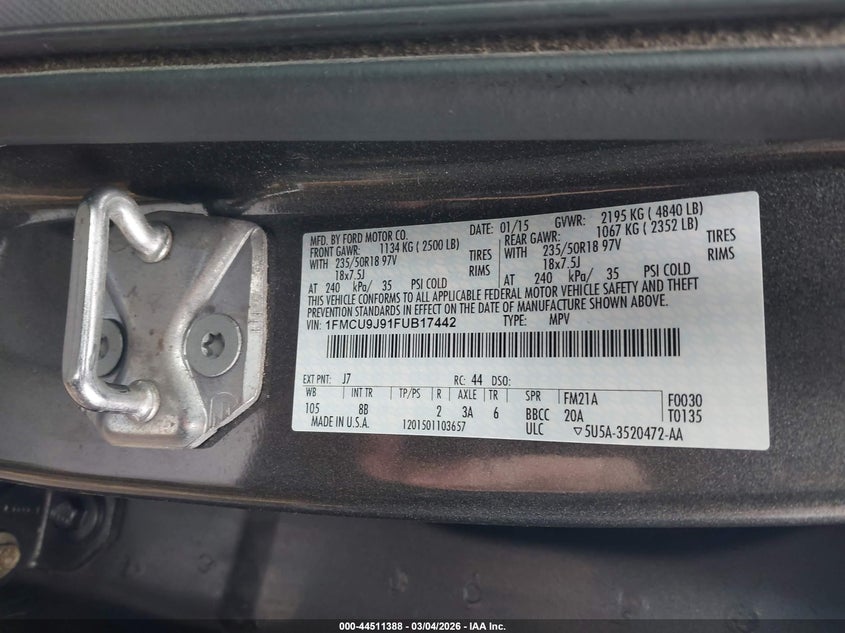 MFD. BY FORD MOTOR CO. DATE: 01/15 GVWR: 2195 KG ( 4840 LB)
FRONT GAWR: 1134 KG ( 2500 LB) REAR GAWR: 1067 KG ( 2352 LB)
WITH 235/50R18 97V TIRES WITH 235/50R18 97V TIRES
18x7.5J RIMS 18x7.5J RIMS
AT 240 kPa/ 35 PSI COLD AT 240 kPa/ 35 PSI COLD
THIS VEHICLE CONFORMS TO ALL APPLICABLE FEDERAL MOTOR VEHICLE SAFETY AND THEFT
PREVENTION STANDARDS IN EFFECT ON THE DATE OF MANUFACTURE SHOWN ABOVE.
VIN: 1FMCU9J91FUB17442 TYPE: MPV
EXT PNT: J7 RC: 44 DSO:
WB INT TR TP/PS R AXLE TR SPR FM21A F0030
105 8B 2 3A 6 BBCC 20A T0135
MADE IN U.S.A. 1201501103657 ULC ▽5U5A-3520472-AA
000-44511388 - 03/04/2026 - IAA Inc.